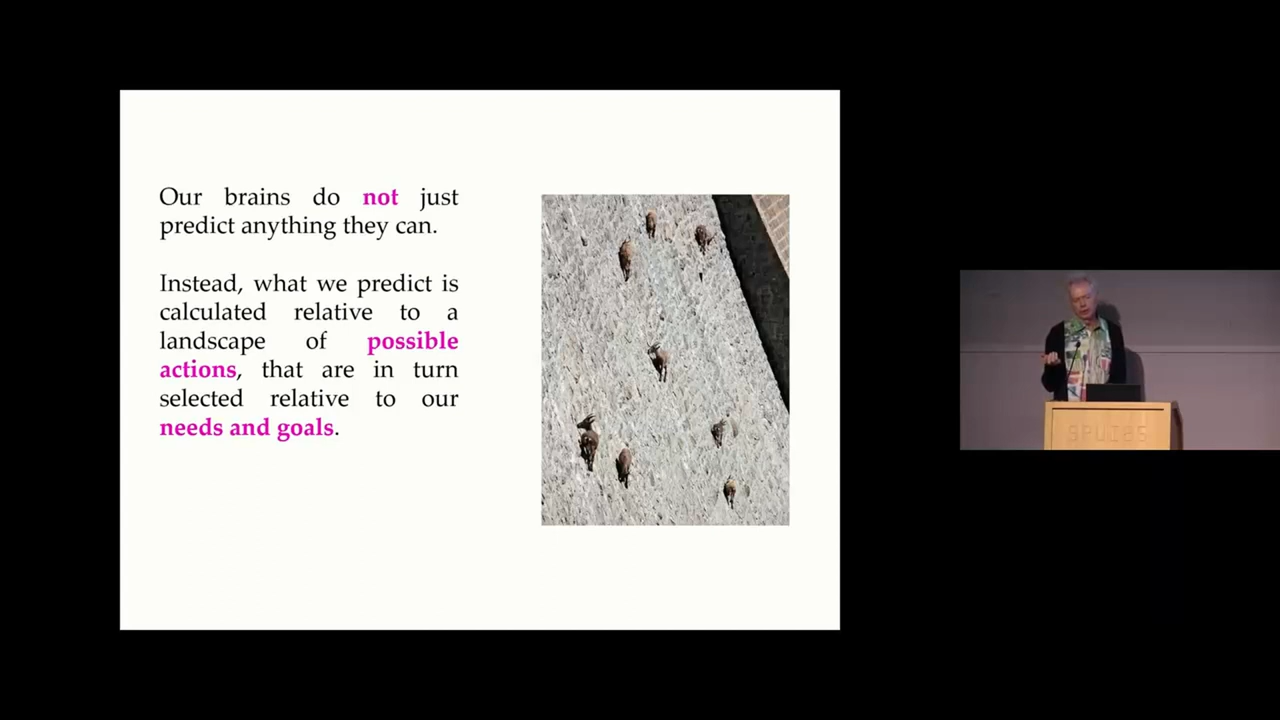 Our brains do not just
predict anything they can.
Instead, what we predict is
calculated relative to a
landscape of possible
actions, that are in turn
selected relative to our
needs and goals.
SPUI25